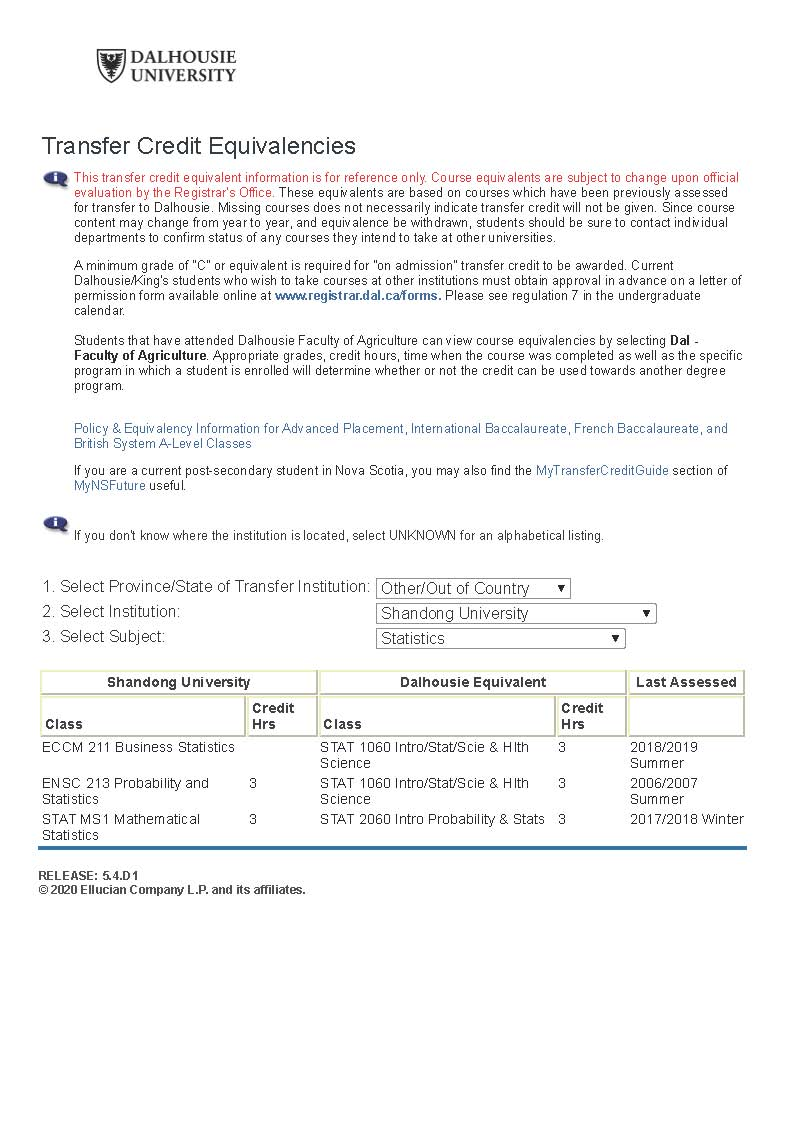 DALHOUSIE
UNIVERSITY
Transfer Credit Equivalencies
This transfer credit equivalent information is for reference only. Course equivalents are subject to change upon official
evaluation by the Registrar's Office. These equivalents are based on courses which have been previously assessed
for transfer to Dalhousie. Missing courses does not necessarily indicate transfer credit will not be given. Since course
content may change from year to year, and equivalence be withdrawn, students should be sure to contact individual
departments to confirm status of any courses they intend to take at other universities.
A minimum grade of "C" or equivalent is required for "on admission" transfer credit to be awarded. Current
Dalhousie/King's students who wish to take courses at other institutions must obtain approval in advance on a letter of
permission form available online at www.registrar.dal.ca/forms. Please see regulation 7 in the undergraduate
calendar.
Students that have attended Dalhousie Faculty of Agriculture can view course equivalencies by selecting Dal -
Faculty of Agriculture. Appropriate grades, credit hours, time when the course was completed as well as the specific
program in which a student is enrolled will determine whether or not the credit can be used towards another degree
program.
Policy & Equivalency Information for Advanced Placement, International Baccalaureate, French Baccalaureate, and
British System A-Level Classes
If you are a current post-secondary student in Nova Scotia, you may also find the MyTransferCreditGuide section of
MyNSFuture useful.
If you don't know where the institution is located, select UNKNOWN for an alphabetical listing.
1. Select Province/State of Transfer Institution: Other/Out of Country
2. Select Institution: Shandong University
3. Select Subject: Statistics
Shandong University Dalhousie Equivalent Last Assessed
Class Credit Hrs Class Credit Hrs
ECCM 211 Business Statistics STAT 1060 Intro/Stat/Scie & Hlth 3 2018/2019
Science Summer
ENSC 213 Probability and 3 STAT 1060 Intro/Stat/Scie & Hlth 3 2006/2007
Statistics Science Summer
STAT MS1 Mathematical 3 STAT 2060 Intro Probability & Stats 3 2017/2018 Winter
Statistics
RELEASE: 5.4.D1
© 2020 Ellucian Company L.P. and its affiliates.